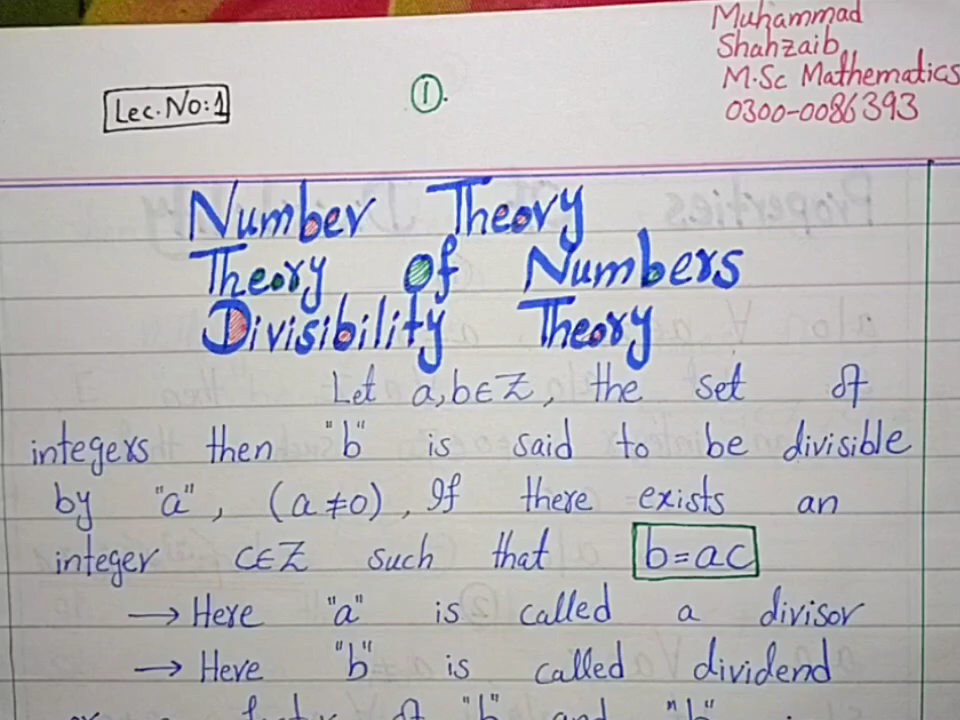 Muhammad
Shahzaib
M.Sc Mathematics
0300-0086393
Lec.No:1
①.
Number Theory
Theory of Numbers
Divisibility Theory
Let a,b∈Z, the set of
integers then "b" is said to be divisible
by "a", (a≠0), If there exists an
integer c∈Z such that b=ac
→ Here "a" is called a divisor
→ Here "b" is called dividend
"b" and "b"